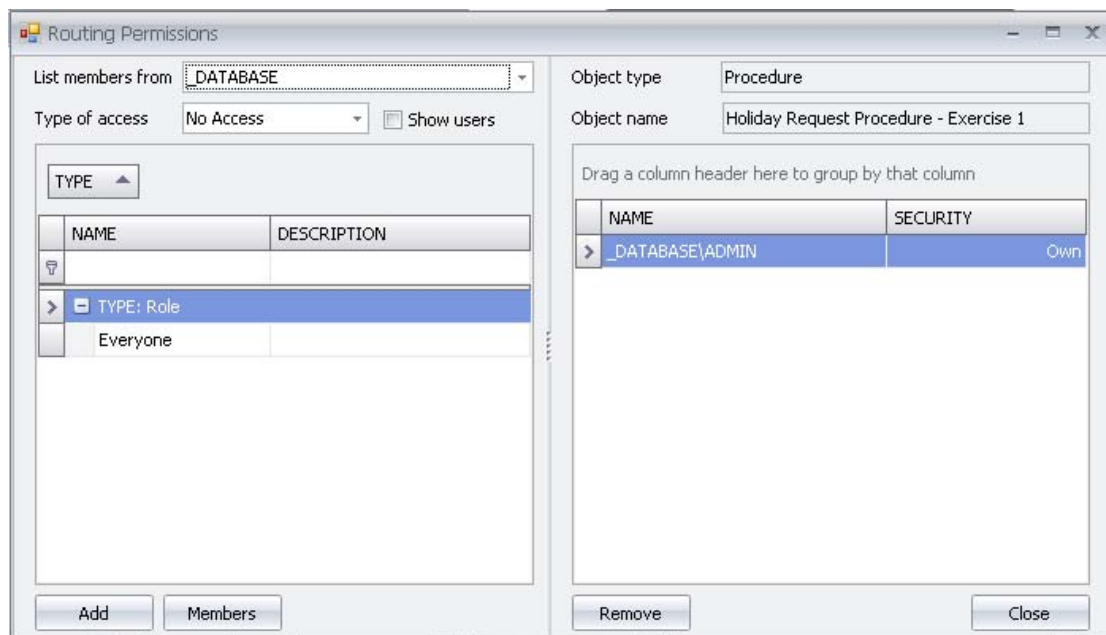 Routing Permissions
List members from _DATABASE
Type of access No Access Show users
TYPE
NAME DESCRIPTION
TYPE: Role
Everyone
Add Members
Object type Procedure
Object name Holiday Request Procedure - Exercise 1
Drag a column header here to group by that column
NAME SECURITY
_DATABASE\ADMIN Own
Remove Close